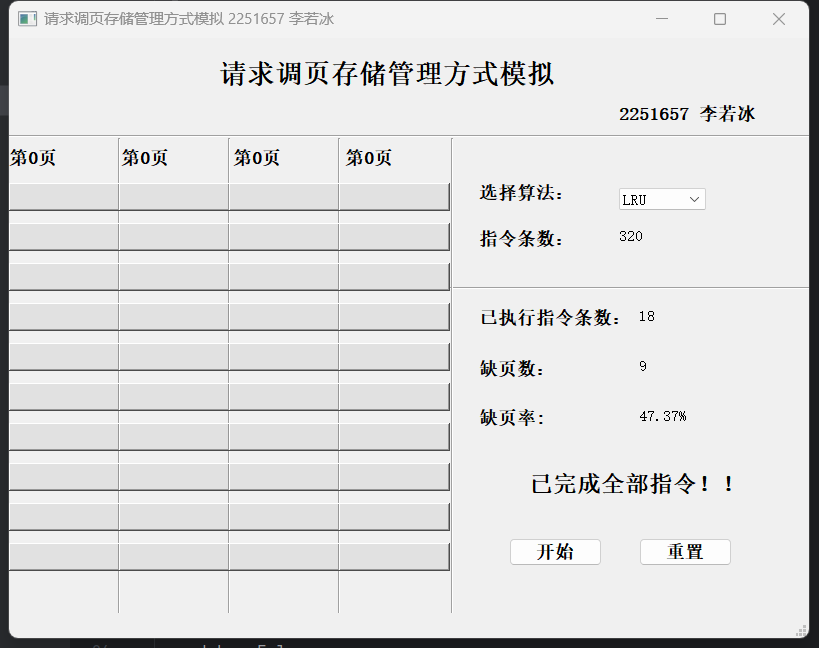 请求调页存储管理方式模拟 2251657 李若冰
请求调页存储管理方式模拟
2251657 李若冰
第0页 第0页 第0页 第0页
选择算法： LRU
指令条数： 320
已执行指令条数： 18
缺页数： 9
缺页率： 47.37%
已完成全部指令！！
开始 重置